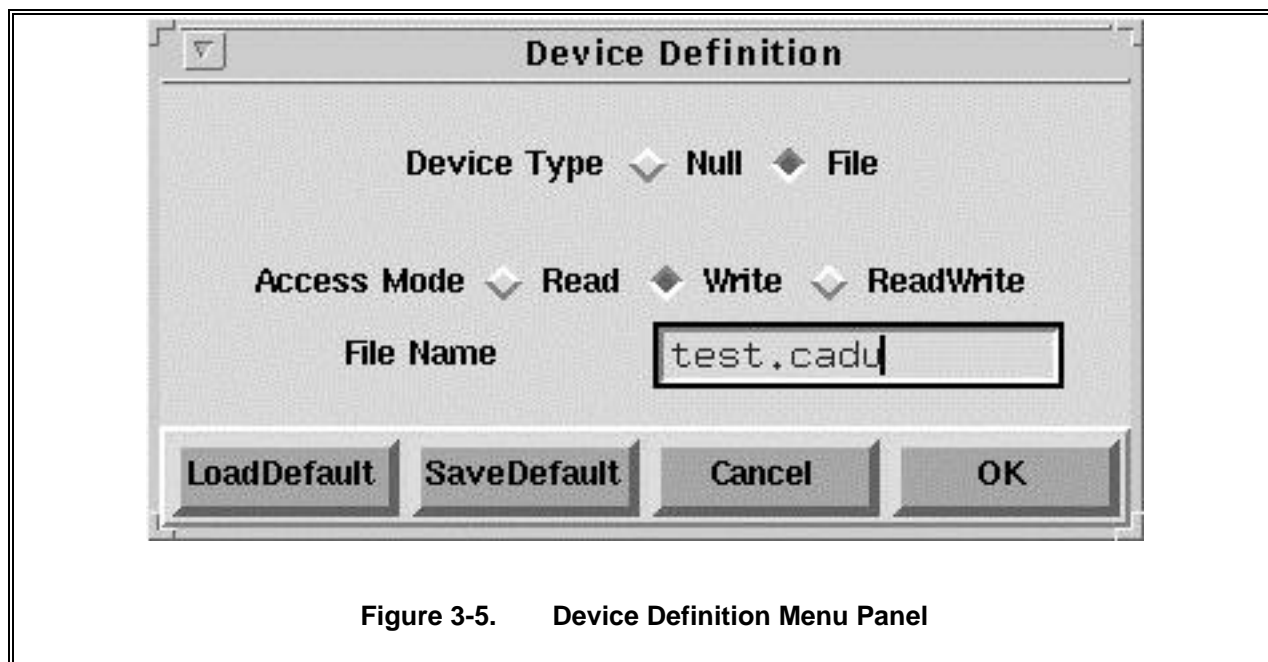 Device Definition
Device Type Null File
Access Mode Read Write ReadWrite
File Name test.cadu
LoadDefault SaveDefault Cancel OK
Figure 3-5. Device Definition Menu Panel